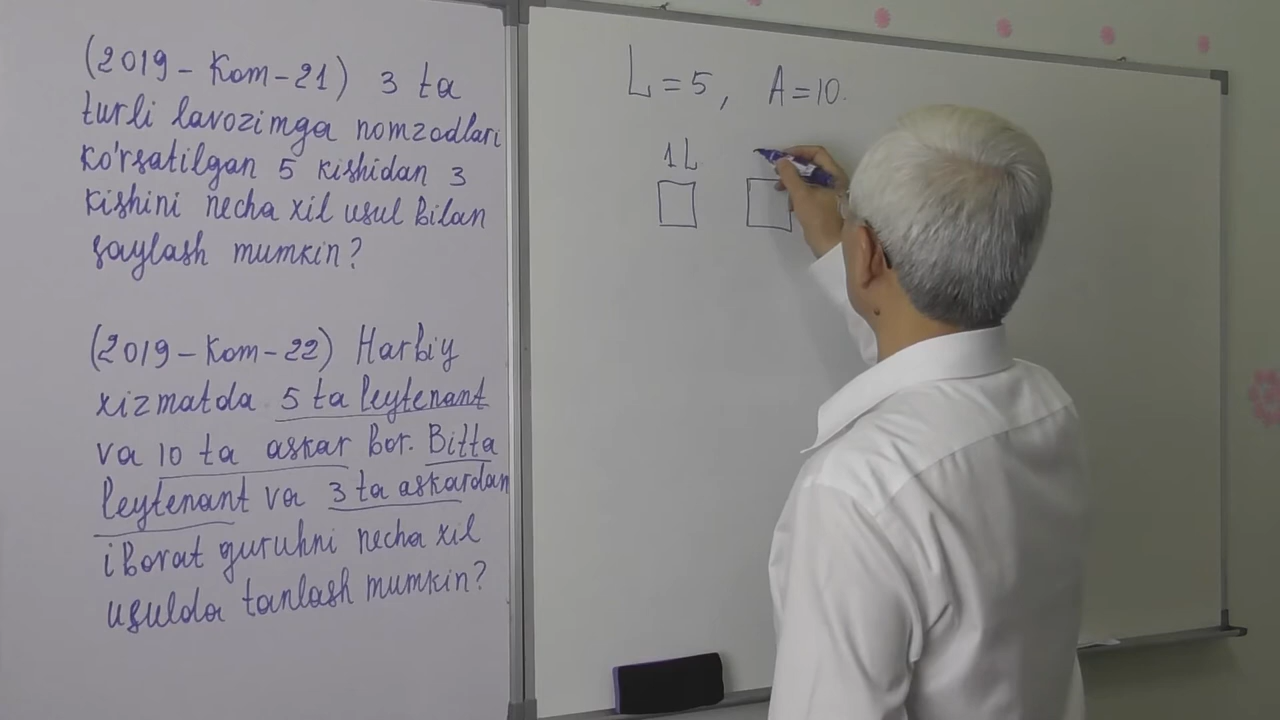 (2019-Kom-21) 3 ta
turli lavozimga nomzodlari
ko'rsatilgan 5 kishidan 3
kishini necha xil usul bilan
saylash mumkin?
(2019-Kom-22) Harbiy
xizmatda 5 ta leytenant
va 10 ta askar bor. Bitta
leytenant va 3 ta askardan
iborat guruhni necha xil
usulda tanlash mumkin?
L=5, A=10.
1L